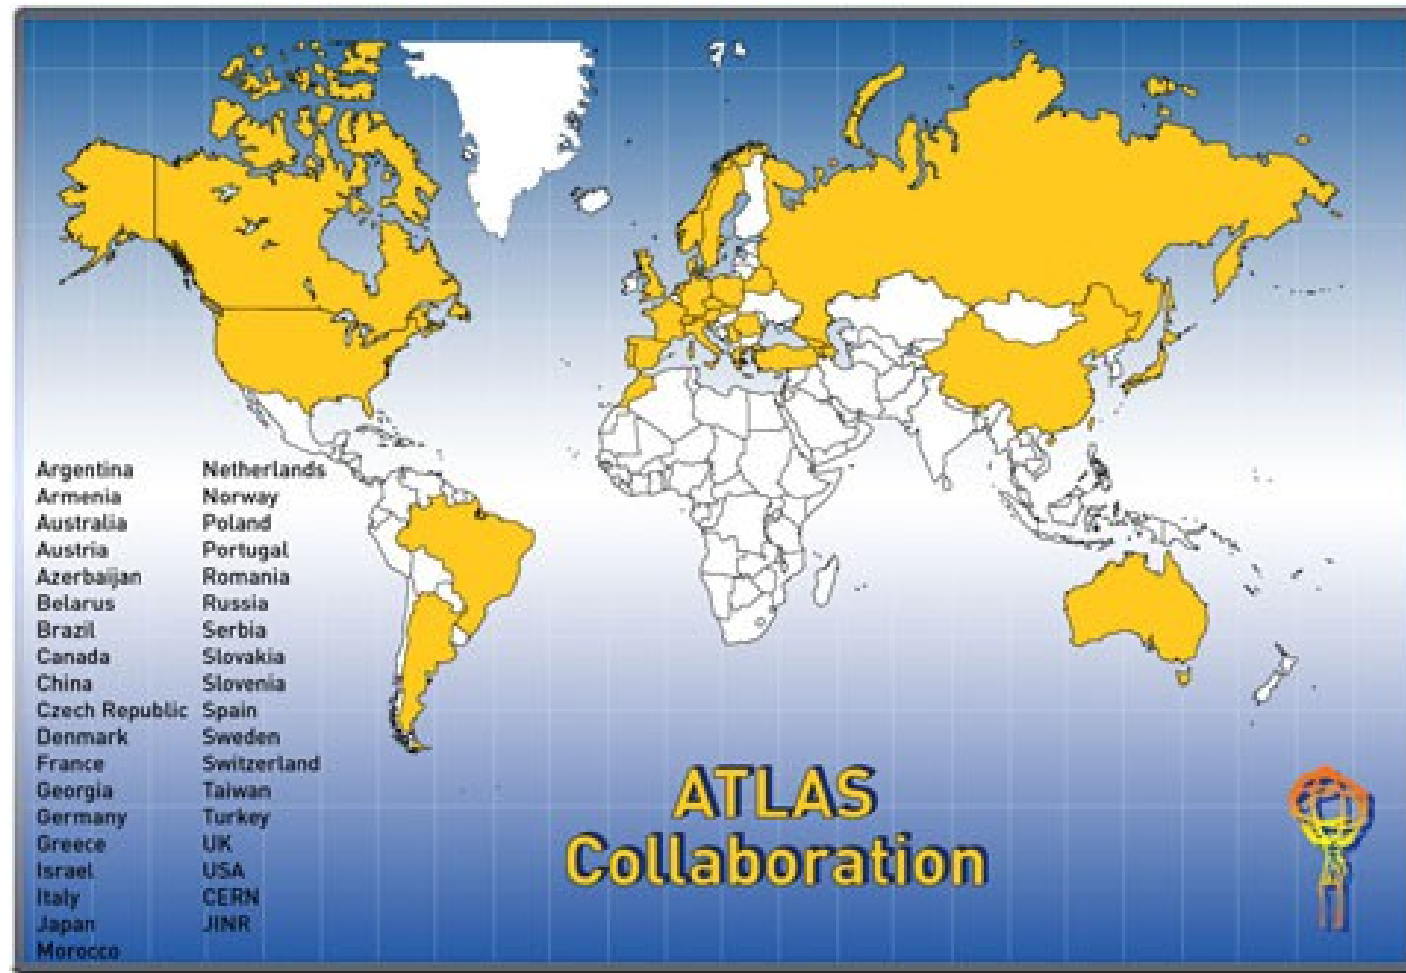 Argentina
Armenia
Australia
Austria
Azerbaijan
Belarus
Brazil
Canada
China
Czech Republic
Denmark
France
Georgia
Germany
Greece
Israel
Italy
Japan
Morocco
Netherlands
Norway
Poland
Portugal
Romania
Russia
Serbia
Slovakia
Slovenia
Spain
Sweden
Switzerland
Taiwan
Turkey
UK
USA
CERN
JINR
ATLAS
Collaboration